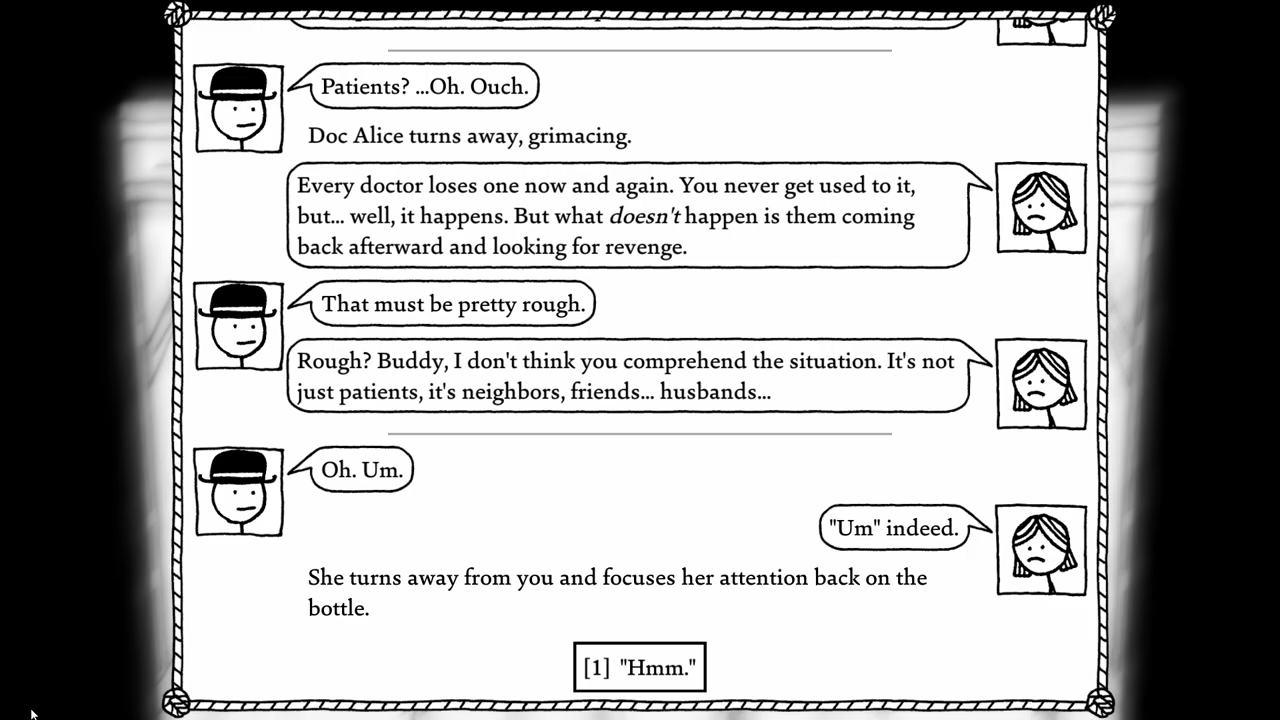 Patients? ...Oh. Ouch.
Doc Alice turns away, grimacing.
Every doctor loses one now and again. You never get used to it,
but... well, it happens. But what doesn't happen is them coming
back afterward and looking for revenge.
That must be pretty rough.
Rough? Buddy, I don't think you comprehend the situation. It's not
just patients, it's neighbors, friends... husbands...
Oh. Um.
"Um" indeed.
She turns away from you and focuses her attention back on the
bottle.
[1] "Hmm."